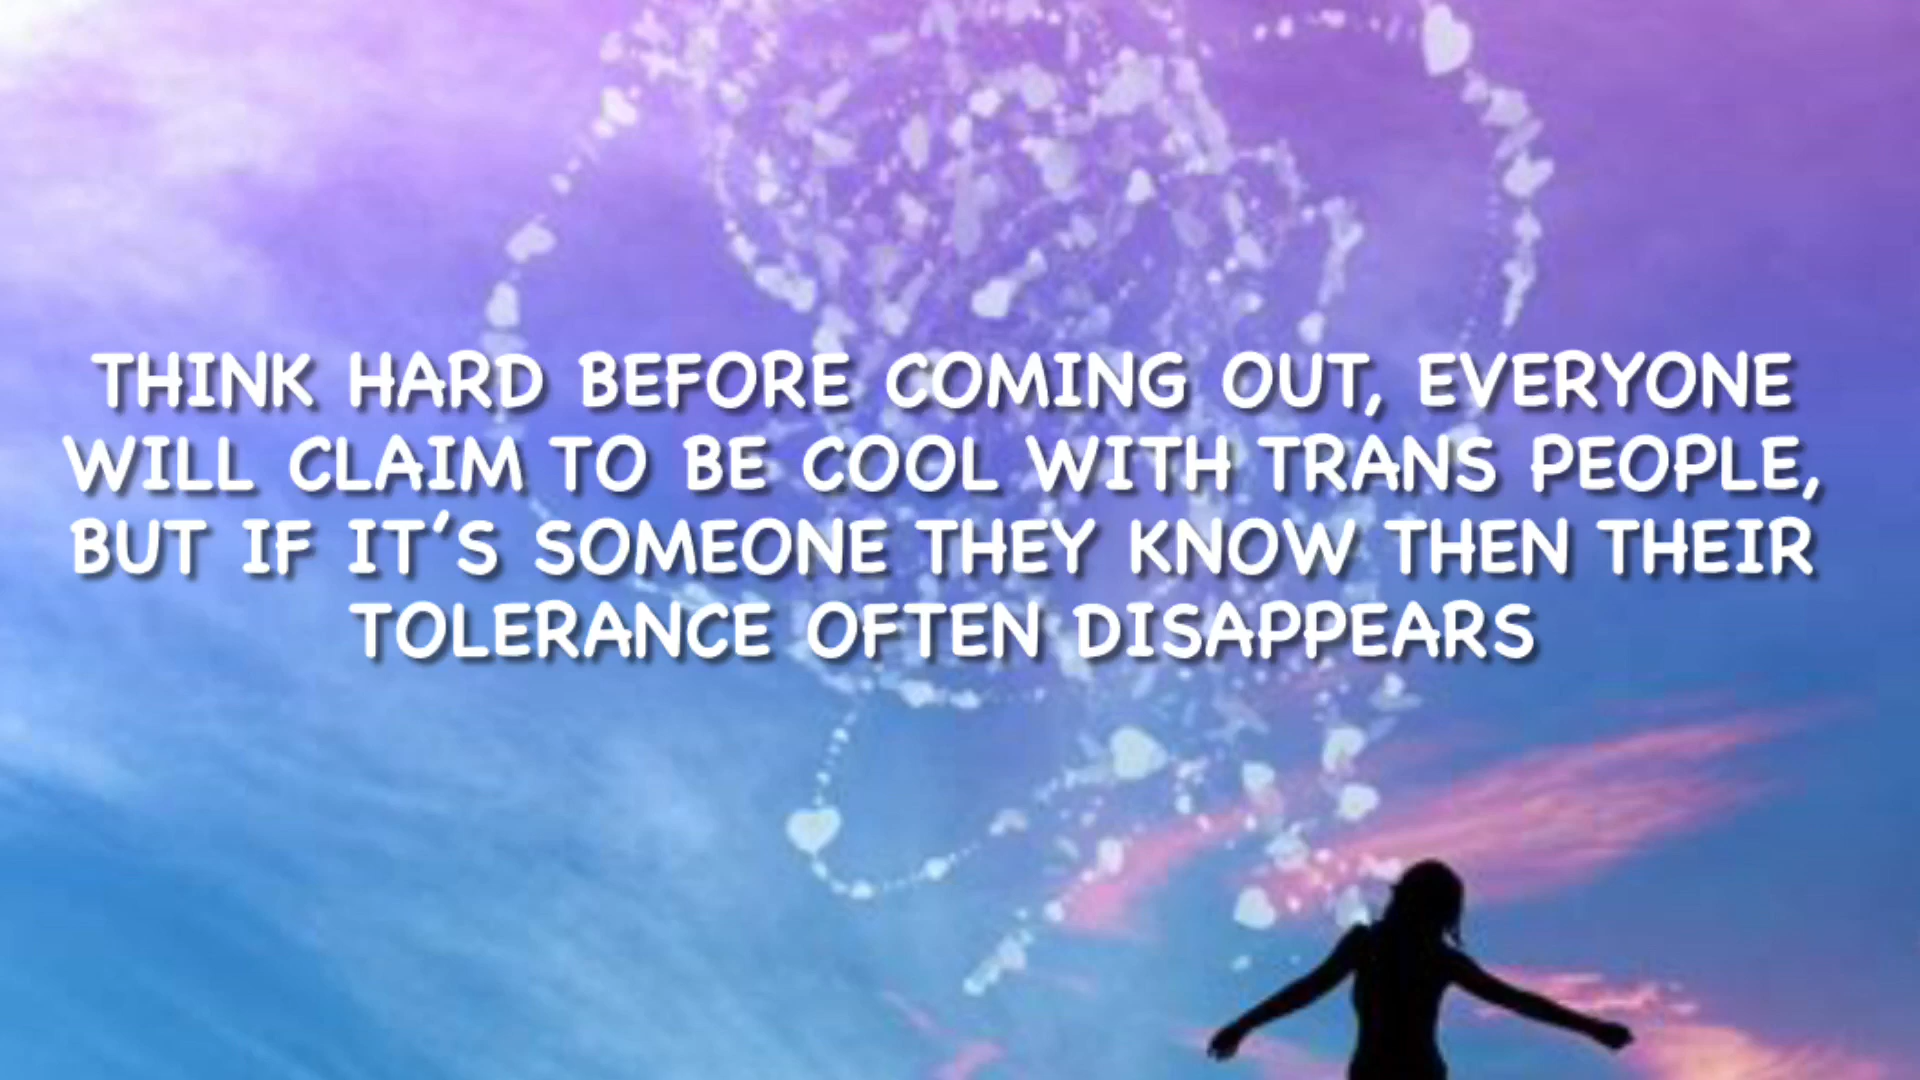 THINK HARD BEFORE COMING OUT, EVERYONE
WILL CLAIM TO BE COOL WITH TRANS PEOPLE,
BUT IF IT'S SOMEONE THEY KNOW THEN THEIR
TOLERANCE OFTEN DISAPPEARS